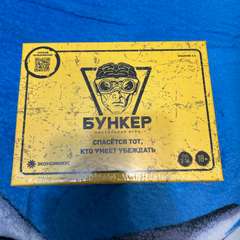 БУНКЕР
НАСТОЛЬНАЯ ИГРА
СПАСЁТСЯ ТОТ,
КТО УМЕЕТ УБЕЖДАТЬ
ЭКОНОМИКУС
18+